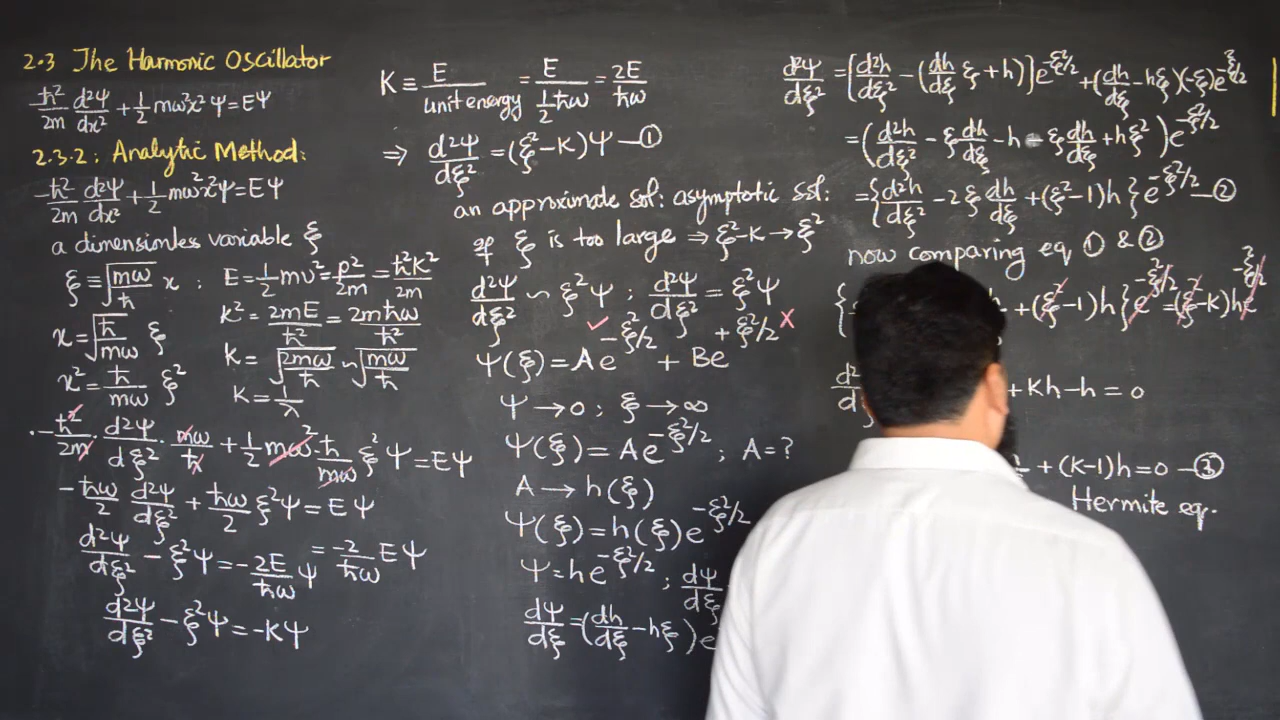 2.3 The Harmonic Oscillator
ħ²/2m d²Ψ/dx² + 1/2 mω²x²Ψ = EΨ
2.3.2: Analytic Method:
-ħ²/2m d²Ψ/dx² + 1/2 mω²x²Ψ = EΨ
a dimensionles variable ξ
ξ ≡ √(mω/ħ) x ; E = 1/2 mυ² = p²/2m = ħ²K²/2m
x = √(ħ/mω) ξ
k² = 2mE/ħ² = 2mħω/ħ²
x² = ħ/mω ξ²
k = √(2mω/ħ) ~ √(mω/ħ)
k = 1/λ
-ħ²/2m · d²Ψ/dξ² · mω/ħ + 1/2 mω² · ħ/mω ξ² Ψ = EΨ
-ħω/2 d²Ψ/dξ² + ħω/2 ξ²Ψ = EΨ
d²Ψ/dξ² - ξ²Ψ = -2E/ħω Ψ = -2/ħω EΨ
d²Ψ/dξ² - ξ²Ψ = -KΨ
K ≡ E/unit energy = E/(1/2 ħω) = 2E/ħω
⇒ d²Ψ/dξ² = (ξ² - K)Ψ — ①
an approximate sol: asymptotic sol:
if ξ is too large ⇒ ξ² - K → ξ²
d²Ψ/dξ² ~ ξ²Ψ ; d²Ψ/dξ² = ξ²Ψ
Ψ(ξ) = Ae^(-ξ²/2) ✓ + Be^(+ξ²/2) ✗
Ψ → 0 ; ξ → ∞
Ψ(ξ) = Ae^(-ξ²/2) ; A = ?
A → h(ξ)
Ψ(ξ) = h(ξ)e^(-ξ²/2)
Ψ = he^(-ξ²/2) ; dΨ/dξ
dΨ/dξ = (dh/dξ - hξ)e
d²Ψ/dξ² = [d²h/dξ² - (dh/dξ ξ + h)]e^(-ξ²/2) + (dh/dξ - hξ)(-ξ)e^(-ξ²/2)
= (d²h/dξ² - ξ dh/dξ - h - ξ dh/dξ + hξ²)e^(-ξ²/2)
= {d²h/dξ² - 2ξ dh/dξ + (ξ² - 1)h}e^(-ξ²/2) — ②
now comparing eq ① & ②
{ + (ξ² - 1)h}e^(-ξ²/2) = (ξ² - K)he^(-ξ²/2)
+ Kh - h = 0
+ (K - 1)h = 0 — ③
Hermite eq.